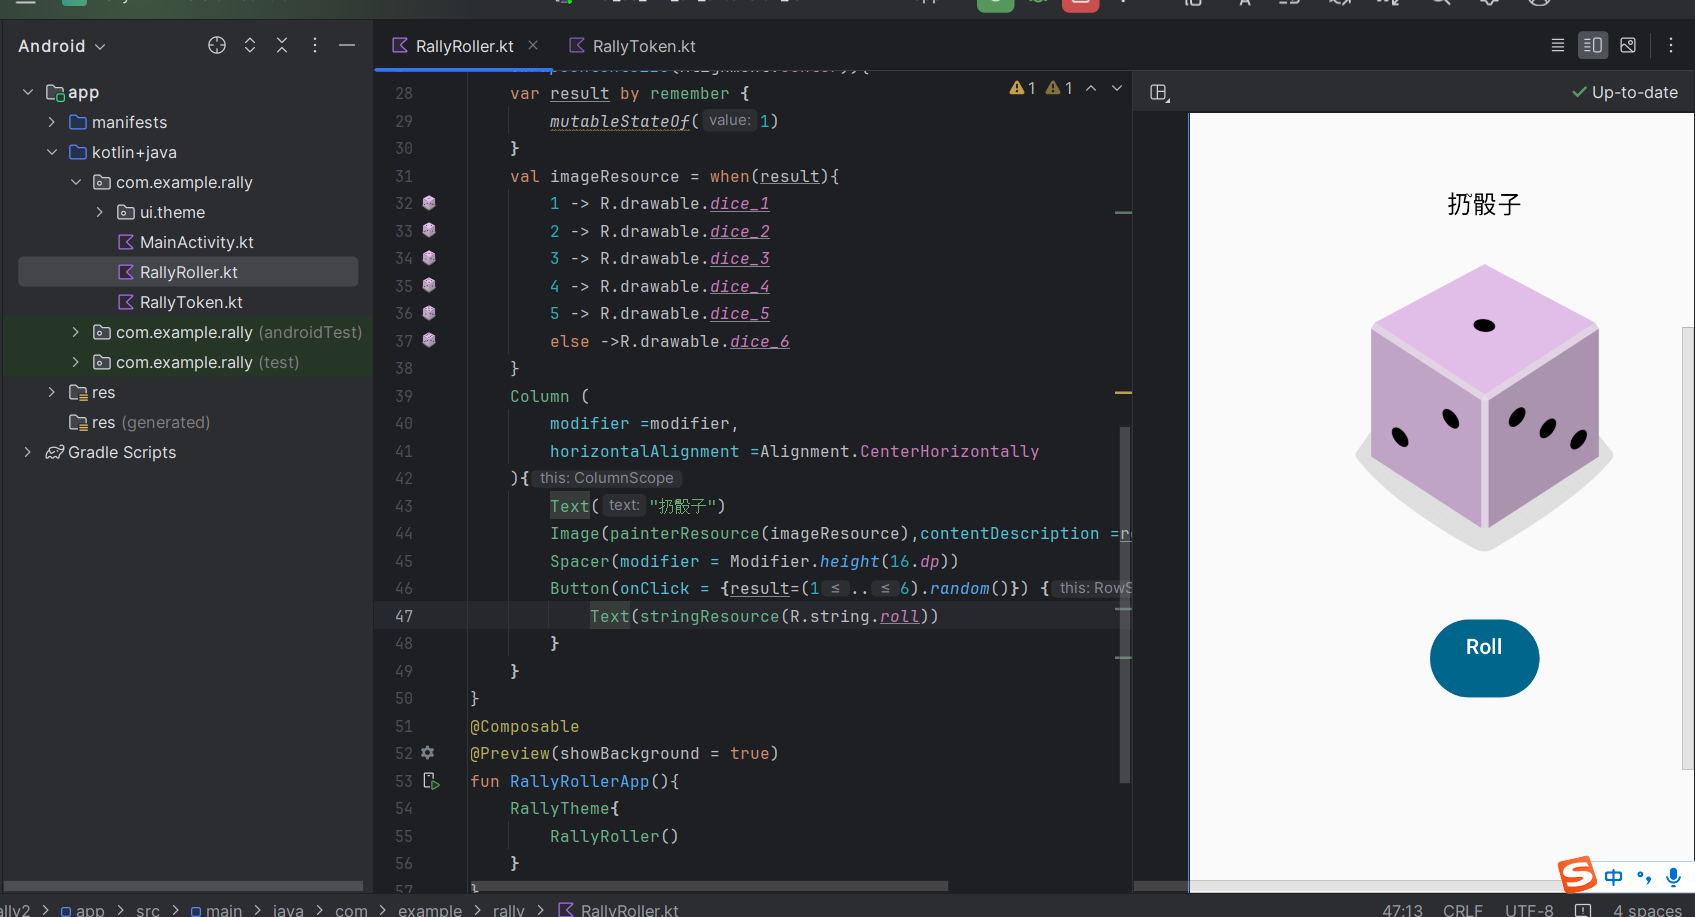 Android
RallyRoller.kt
RallyToken.kt
app
manifests
kotlin+java
com.example.rally
ui.theme
MainActivity.kt
RallyRoller.kt
RallyToken.kt
com.example.rally (androidTest)
com.example.rally (test)
res
res (generated)
Gradle Scripts
1 1
28 var result by remember {
29 mutableStateOf( value: 1)
30 }
31 val imageResource = when(result){
32 1 -> R.drawable.dice_1
33 2 -> R.drawable.dice_2
34 3 -> R.drawable.dice_3
35 4 -> R.drawable.dice_4
36 5 -> R.drawable.dice_5
37 else ->R.drawable.dice_6
38 }
39 Column (
40 modifier =modifier,
41 horizontalAlignment =Alignment.CenterHorizontally
42 ){ this: ColumnScope
43 Text( text: "扔骰子")
44 Image(painterResource(imageResource),contentDescription =
45 Spacer(modifier = Modifier.height(16.dp))
46 Button(onClick = {result=(1 ≤ .. ≤ 6).random()}) { this: RowS
47 Text(stringResource(R.string.roll))
48 }
49 }
50 }
51 @Composable
52 @Preview(showBackground = true)
53 fun RallyRollerApp(){
54 RallyTheme{
55 RallyRoller()
56 }
57 }
Up-to-date
扔骰子
Roll
S 中
ally2 > app > src > main > java > com > example > rally > RallyRoller.kt
47:13 CRLF UTF-8 4 spaces